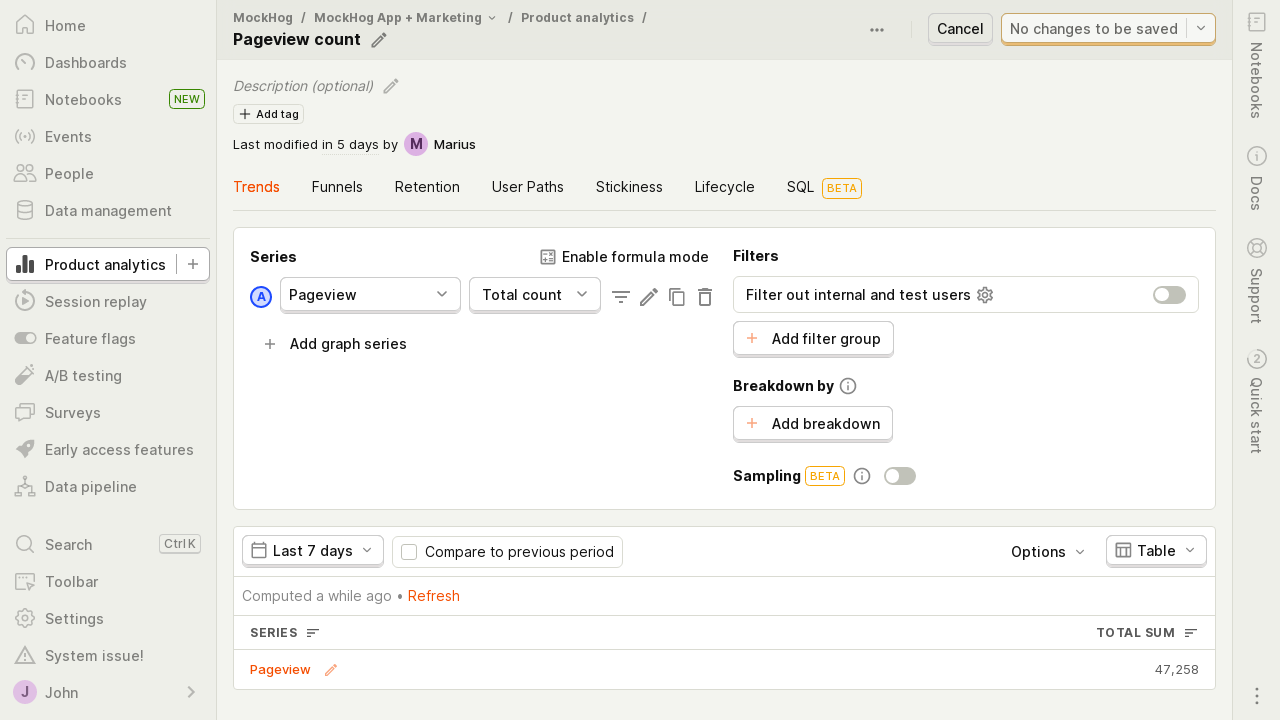 Home
Dashboards
Notebooks NEW
Events
People
Data management
Product analytics
Session replay
Feature flags
A/B testing
Surveys
Early access features
Data pipeline
Search Ctrl K
Toolbar
Settings
System issue!
J John
MockHog / MockHog App + Marketing / Product analytics /
Pageview count
Cancel
No changes to be saved
Description (optional)
Add tag
Last modified in 5 days by M Marius
Trends Funnels Retention User Paths Stickiness Lifecycle SQL BETA
Series Enable formula mode
A Pageview Total count
Add graph series
Filters
Filter out internal and test users
Add filter group
Breakdown by
Add breakdown
Sampling BETA
Last 7 days Compare to previous period Options Table
Computed a while ago • Refresh
SERIES TOTAL SUM
Pageview 47,258
Notebooks
Docs
Support
2 Quick start